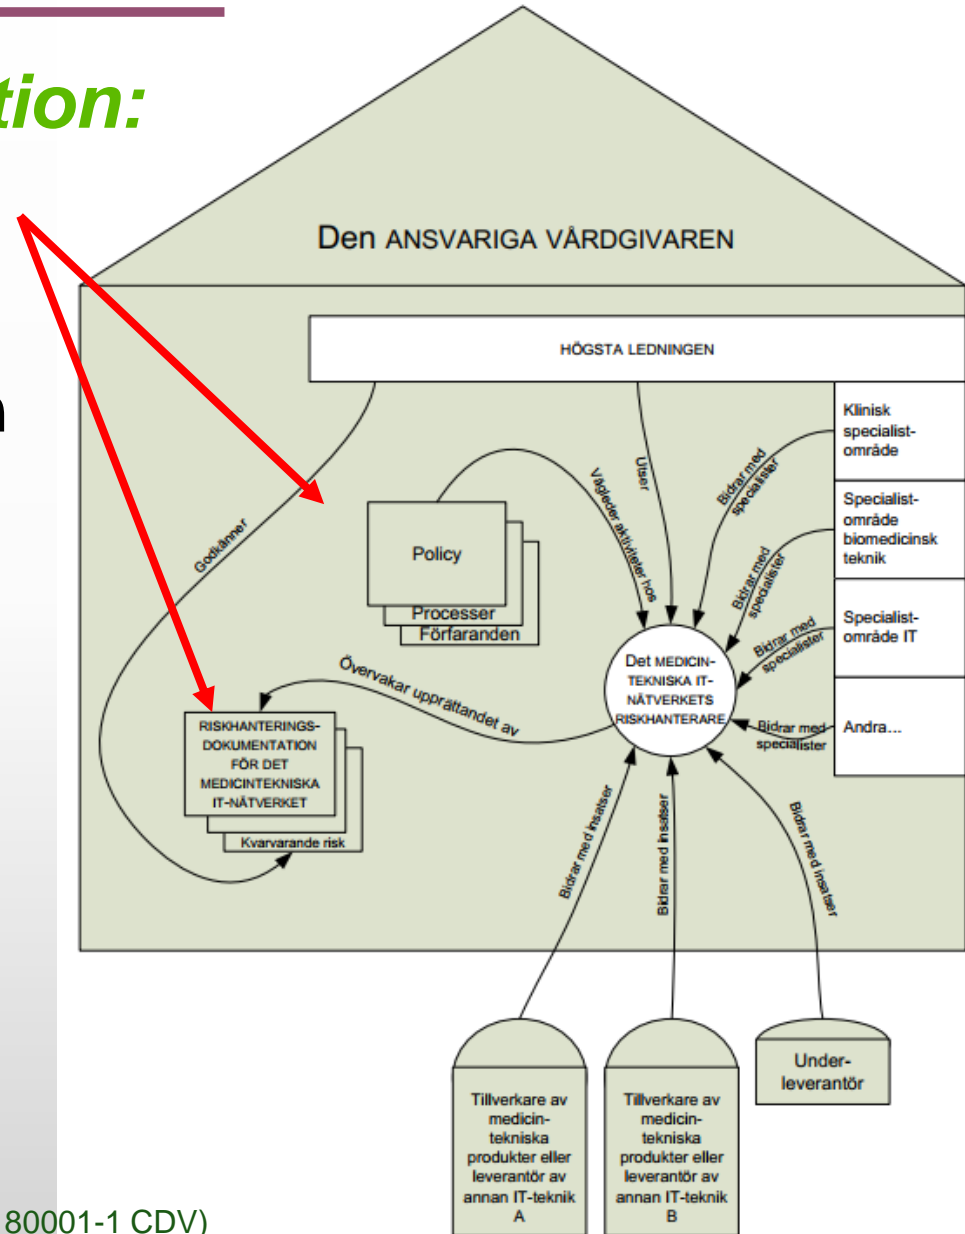 tion:
Den ANSVARIGA VÅRDGIVAREN
HÖGSTA LEDNINGEN
n
Klinisk
specialist-
område
Specialist-
område
biomedicinsk
teknik
Specialist-
område IT
Andra...
Godkänner
Utser
Vägleder aktiviteter hos
Bidrar med
specialister
Bidrar med
specialister
Bidrar med
specialister
Bidrar med
specialister
Policy
Processer
Förfaranden
Övervakar upprättandet av
Det MEDICIN-
TEKNISKA IT-
NÄTVERKETS
RISKHANTERARE
RISKHANTERINGS-
DOKUMENTATION
FÖR DET
MEDICINTEKNISKA
IT-NÄTVERKET
Kvarvarande risk
Bidrar med insatser
Bidrar med insatser
Bidrar med insatser
Tillverkare av
medicin-
tekniska
produkter eller
leverantör av
annan IT-teknik
A
Tillverkare av
medicin-
tekniska
produkter eller
leverantör av
annan IT-teknik
B
Under-
leverantör
80001-1 CDV)